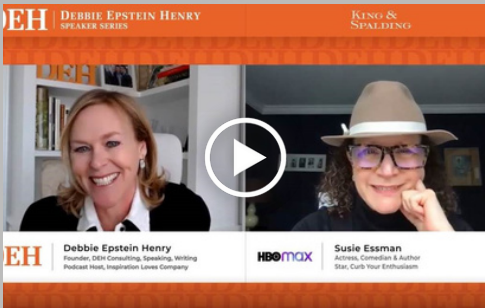 DEH
DEBBIE EPSTEIN HENRY
SPEAKER SERIES
KING &
SPALDING
DEH
Debbie Epstein Henry
Founder, DEH Consulting, Speaking, Writing
Podcast Host, Inspiration Loves Company
HBOmax
Susie Essman
Actress, Comedian & Author
Star, Curb Your Enthusiasm